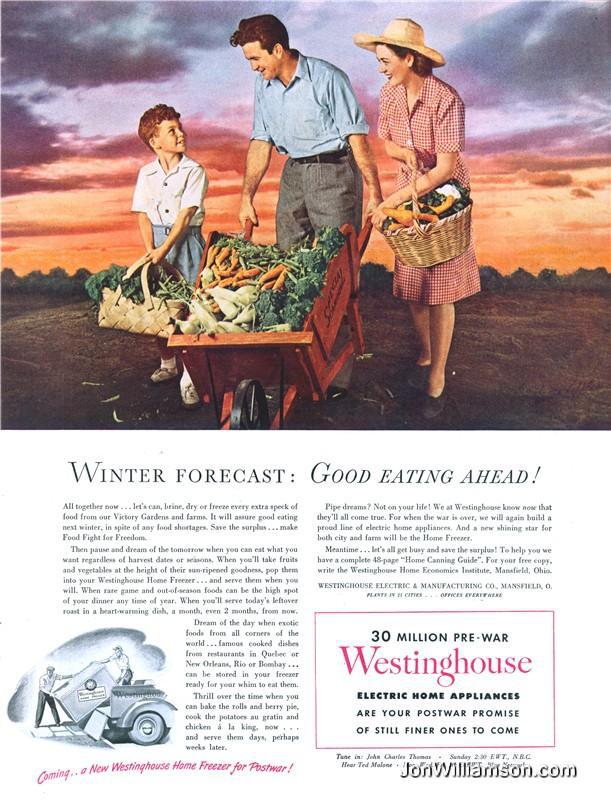 WINTER FORECAST: GOOD EATING AHEAD!
All together now . . . let's can, brine, dry or freeze every extra speck of
food from our Victory Gardens and farms. It will assure good eating
next winter, in spite of any food shortages. Save the surplus . . . make
Food Fight for Freedom.
Then pause and dream of the tomorrow when you can eat what you
want regardless of harvest dates or seasons. When you'll take fruits
and vegetables at the height of their sun-ripened goodness, pop them
into your Westinghouse Home Freezer . . . and serve them when you
will. When rare game and out-of-season foods can be the high spot
of your dinner any time of year. When you'll serve today's leftover
roast in a heart-warming dish, a month, even 2 months, from now.
Dream of the day when exotic
foods from all corners of the
world . . . famous cooked dishes
from restaurants in Quebec or
New Orleans, Rio or Bombay . . .
can be stored in your freezer
ready for your whim to eat them.
Thrill over the time when you
can bake the rolls and berry pie,
cook the potatoes au gratin and
chicken á la king, now . . .
and serve them days, perhaps
weeks later.
Westinghouse
Westinghouse
Coming . . a New Westinghouse Home Freezer for Postwar!
Pipe dreams? Not on your life! We at Westinghouse know now that
they'll all come true. For when the war is over, we will again build a
proud line of electric home appliances. And a new shining star for
both city and farm will be the Home Freezer.
Meantime . . . let's all get busy and save the surplus! To help you we
have a complete 48-page "Home Canning Guide". For your free copy,
write the Westinghouse Home Economics Institute, Mansfield, Ohio.
WESTINGHOUSE ELECTRIC & MANUFACTURING CO., MANSFIELD, O.
PLANTS IN 25 CITIES . . . OFFICES EVERYWHERE
30 MILLION PRE-WAR
Westinghouse
ELECTRIC HOME APPLIANCES
ARE YOUR POSTWAR PROMISE
OF STILL FINER ONES TO COME
Tune in: John Charles Thomas · Sunday 2:30 EWT., N.B.C.
Hear Ted Malone
JonWilliamson.com